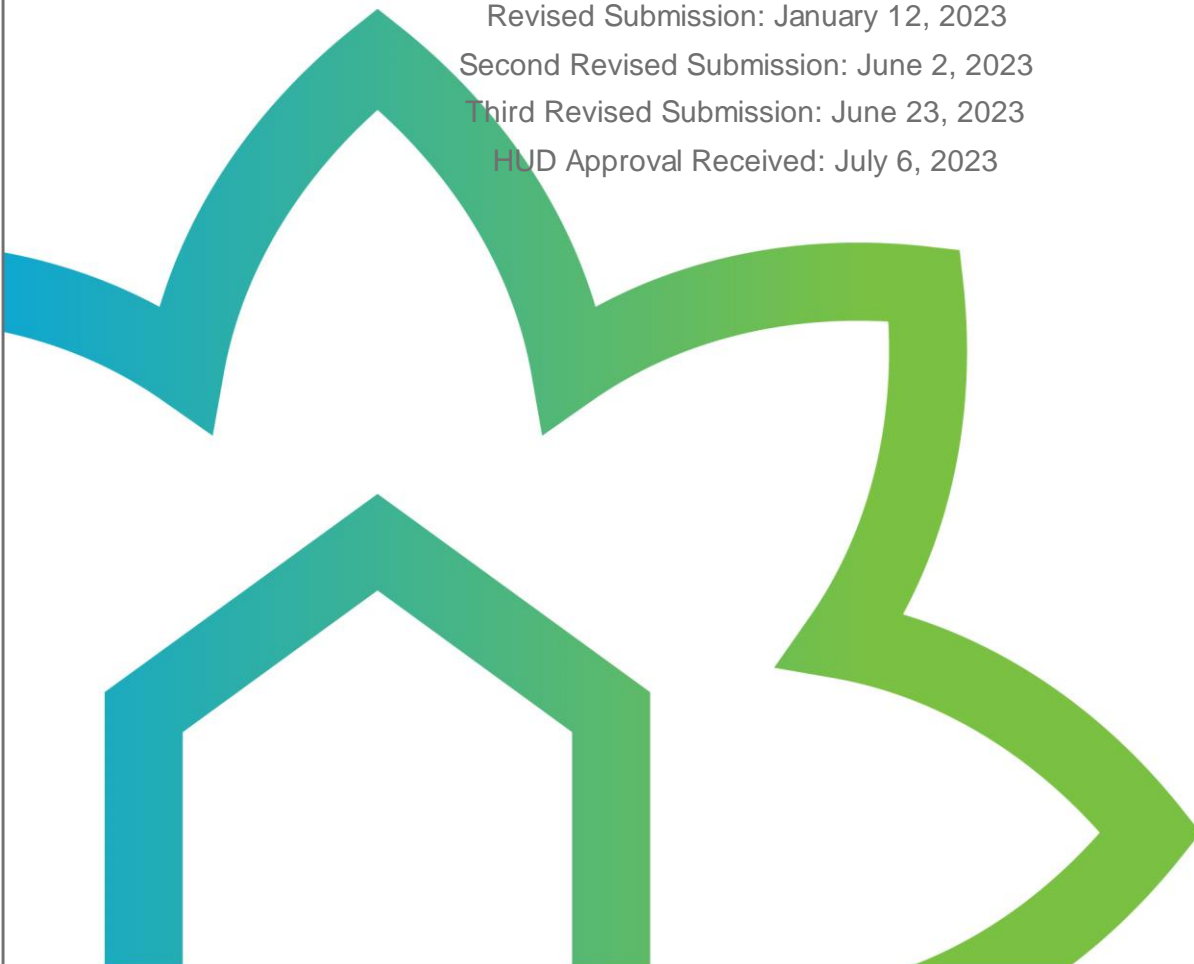 Revised Submission: January 12, 2023
Second Revised Submission: June 2, 2023
Third Revised Submission: June 23, 2023
HUD Approval Received: July 6, 2023